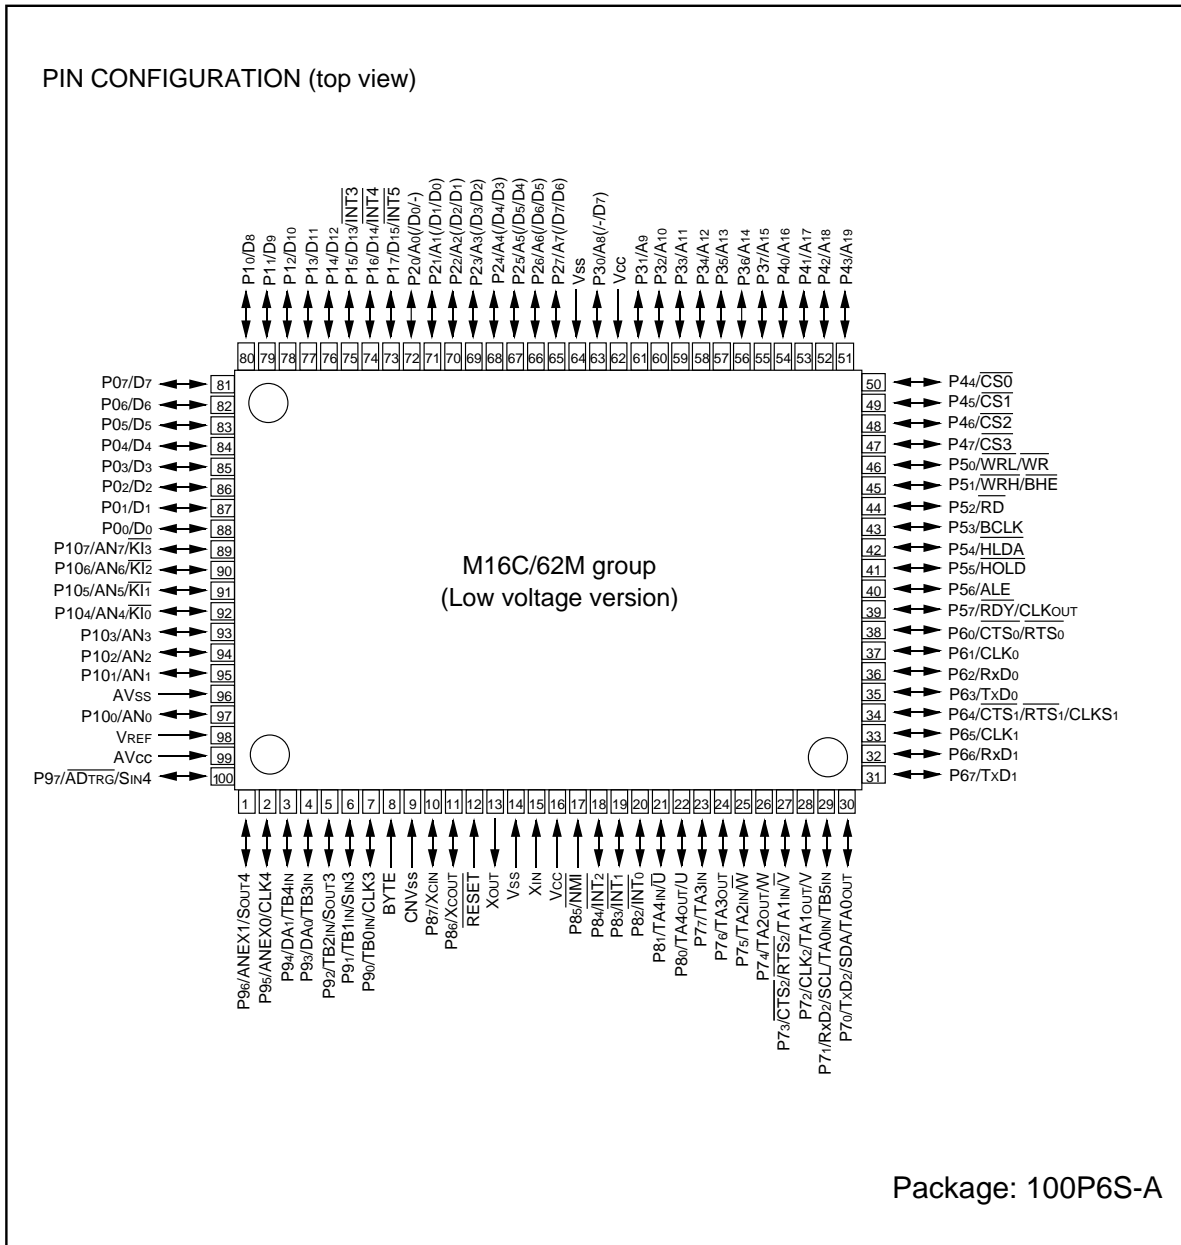 PIN CONFIGURATION (top view)
P10/D8
P11/D9
P12/D10
P13/D11
P14/D12
P15/D13/INT3
P16/D14/INT4
P17/D15/INT5
P20/A0(/D0/-)
P21/A1(/D1/D0)
P22/A2(/D2/D1)
P23/A3(/D3/D2)
P24/A4(/D4/D3)
P25/A5(/D5/D4)
P26/A6(/D6/D5)
P27/A7(/D7/D6)
Vss
P30/A8(/-/D7)
Vcc
P31/A9
P32/A10
P33/A11
P34/A12
P35/A13
P36/A14
P37/A15
P40/A16
P41/A17
P42/A18
P43/A19
80 79 78 77 76 75 74 73 72 71 70 69 68 67 66 65 64 63 62 61 60 59 58 57 56 55 54 53 52 51
P07/D7 81
P06/D6 82
P05/D5 83
P04/D4 84
P03/D3 85
P02/D2 86
P01/D1 87
P00/D0 88
P107/AN7/KI3 89
P106/AN6/KI2 90
P105/AN5/KI1 91
P104/AN4/KI0 92
P103/AN3 93
P102/AN2 94
P101/AN1 95
AVSS 96
P100/AN0 97
VREF 98
AVCC 99
P97/ADTRG/SIN4 100
M16C/62M group
(Low voltage version)
50 P44/CS0
49 P45/CS1
48 P46/CS2
47 P47/CS3
46 P50/WRL/WR
45 P51/WRH/BHE
44 P52/RD
43 P53/BCLK
42 P54/HLDA
41 P55/HOLD
40 P56/ALE
39 P57/RDY/CLKOUT
38 P60/CTS0/RTS0
37 P61/CLK0
36 P62/RxD0
35 P63/TxD0
34 P64/CTS1/RTS1/CLKS1
33 P65/CLK1
32 P66/RxD1
31 P67/TxD1
1 2 3 4 5 6 7 8 9 10 11 12 13 14 15 16 17 18 19 20 21 22 23 24 25 26 27 28 29 30
P96/ANEX1/SOUT4
P95/ANEX0/CLK4
P94/DA1/TB4IN
P93/DA0/TB3IN
P92/TB2IN/SOUT3
P91/TB1IN/SIN3
P90/TB0IN/CLK3
BYTE
CNVss
P87/XCIN
P86/XCOUT
RESET
XOUT
VSS
XIN
VCC
P85/NMI
P84/INT2
P83/INT1
P82/INT0
P81/TA4IN/U
P80/TA4OUT/U
P77/TA3IN
P76/TA3OUT
P75/TA2IN/W
P74/TA2OUT/W
P73/CTS2/RTS2/TA1IN/V
P72/CLK2/TA1OUT/V
P71/RxD2/SCL/TA0IN/TB5IN
P70/TxD2/SDA/TA0OUT
Package: 100P6S-A